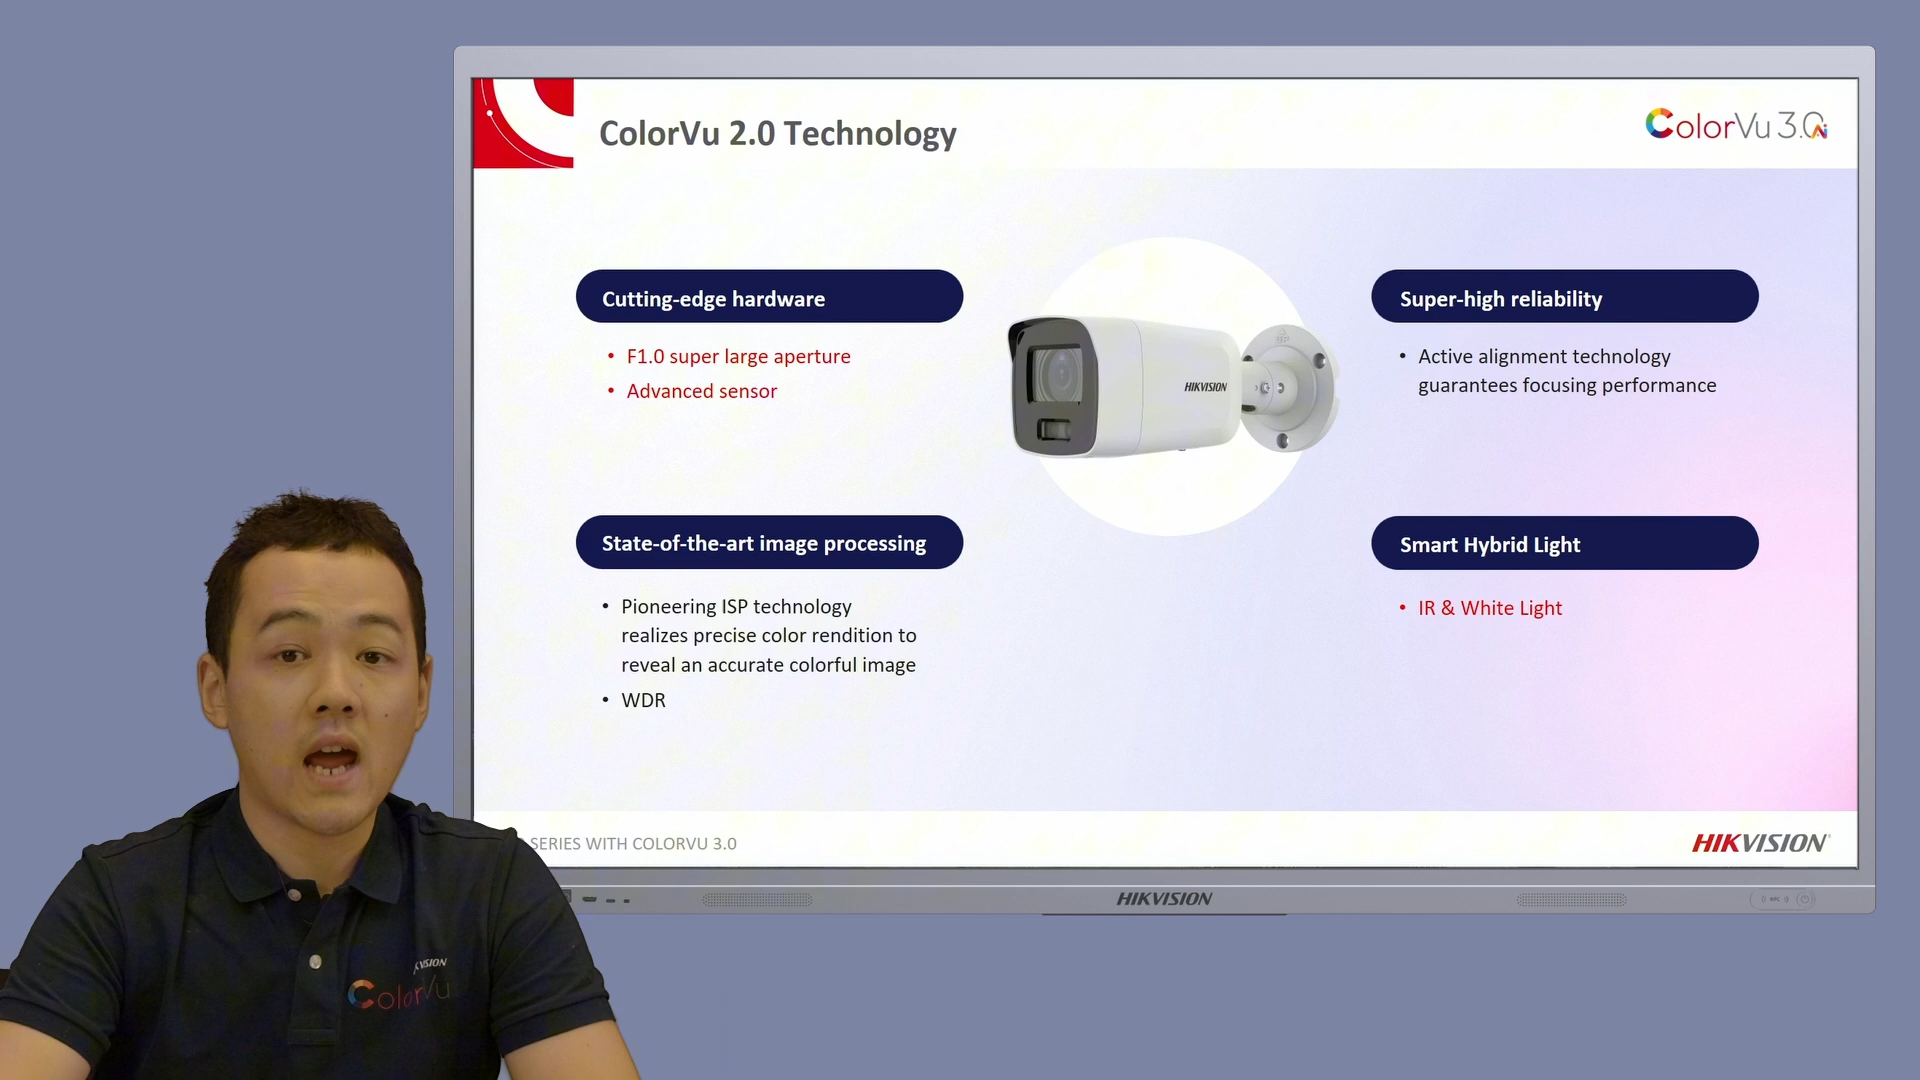 ColorVu 2.0 Technology
ColorVu 3.0
Cutting-edge hardware
• F1.0 super large aperture
• Advanced sensor
HIKVISION
Super-high reliability
• Active alignment technology
guarantees focusing performance
State-of-the-art image processing
• Pioneering ISP technology
realizes precise color rendition to
reveal an accurate colorful image
• WDR
Smart Hybrid Light
• IR & White Light
SERIES WITH COLORVU 3.0
HIKVISION
HIKVISION
KVISION
ColorVu